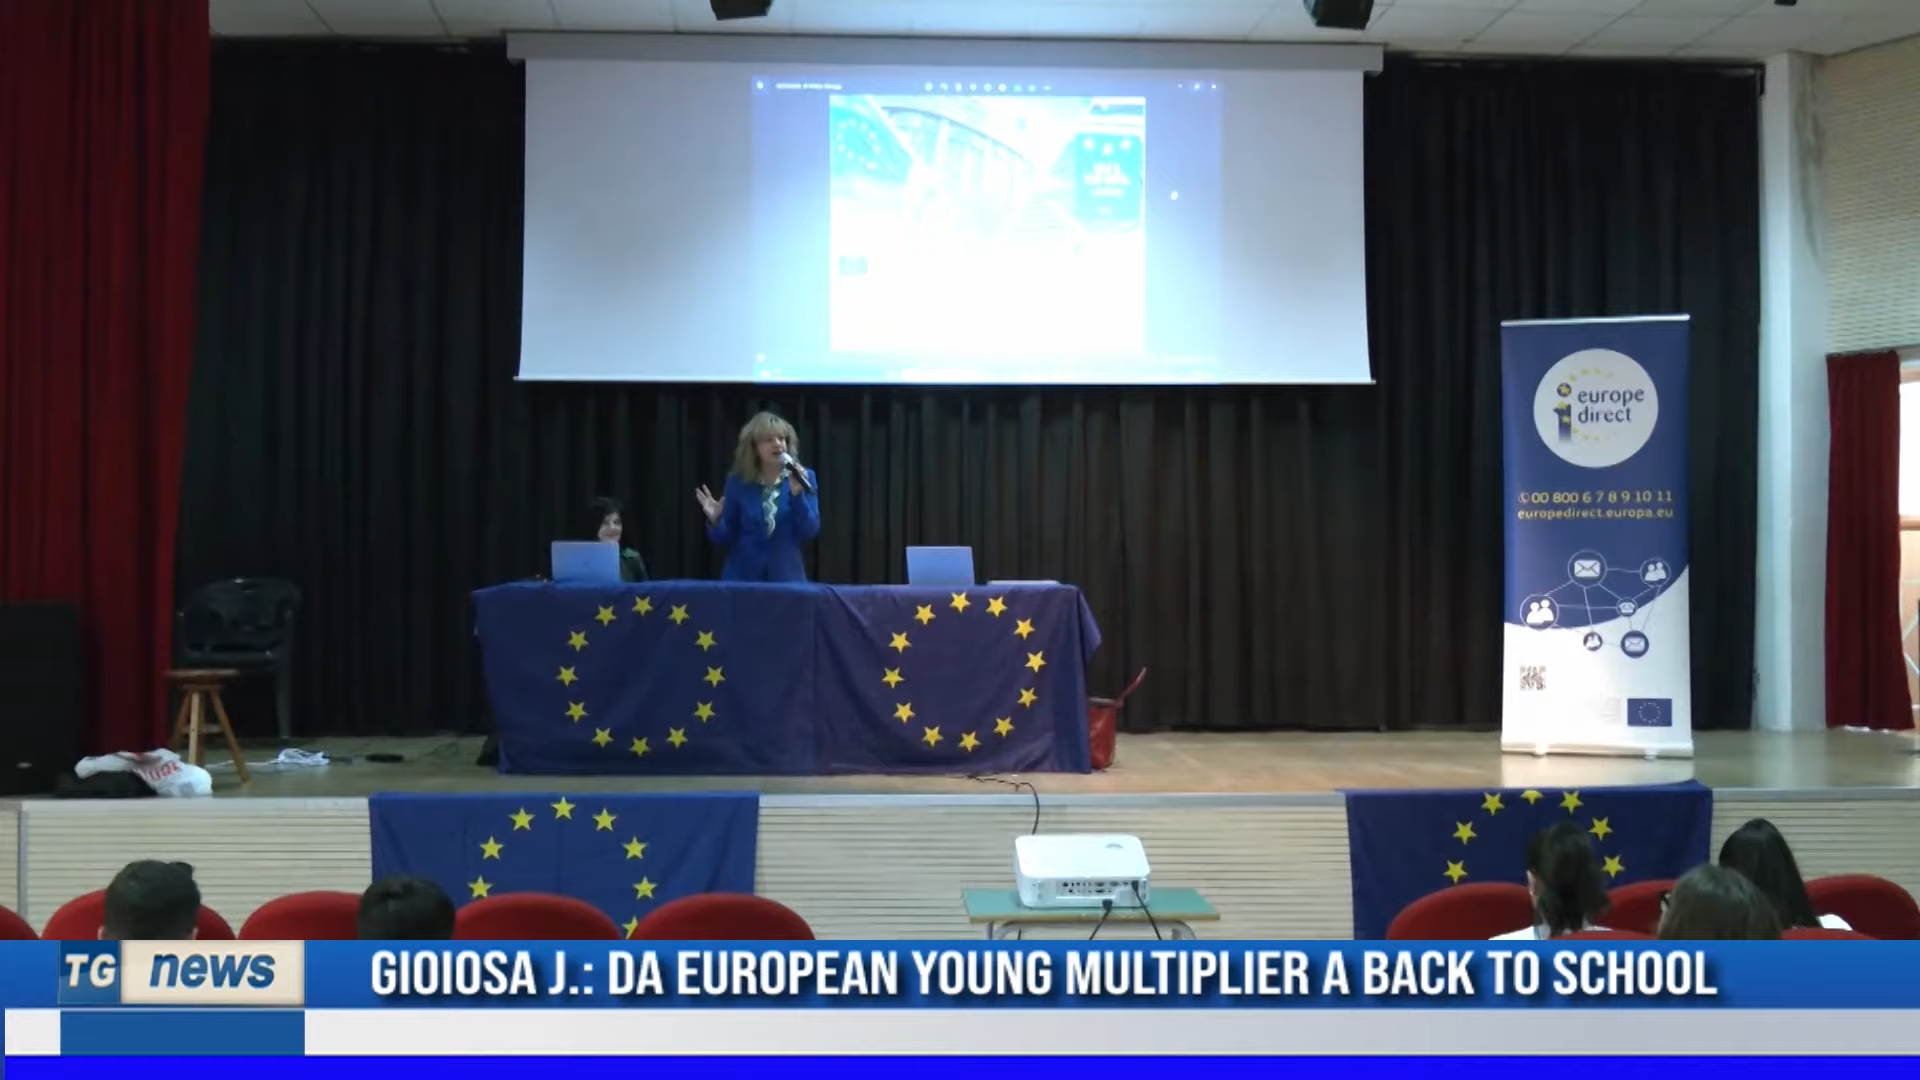 europe
direct
00 800 6 7 8 9 10 11
europedirect.europa.eu
TG news
GIOIOSA J.: DA EUROPEAN YOUNG MULTIPLIER A BACK TO SCHOOL